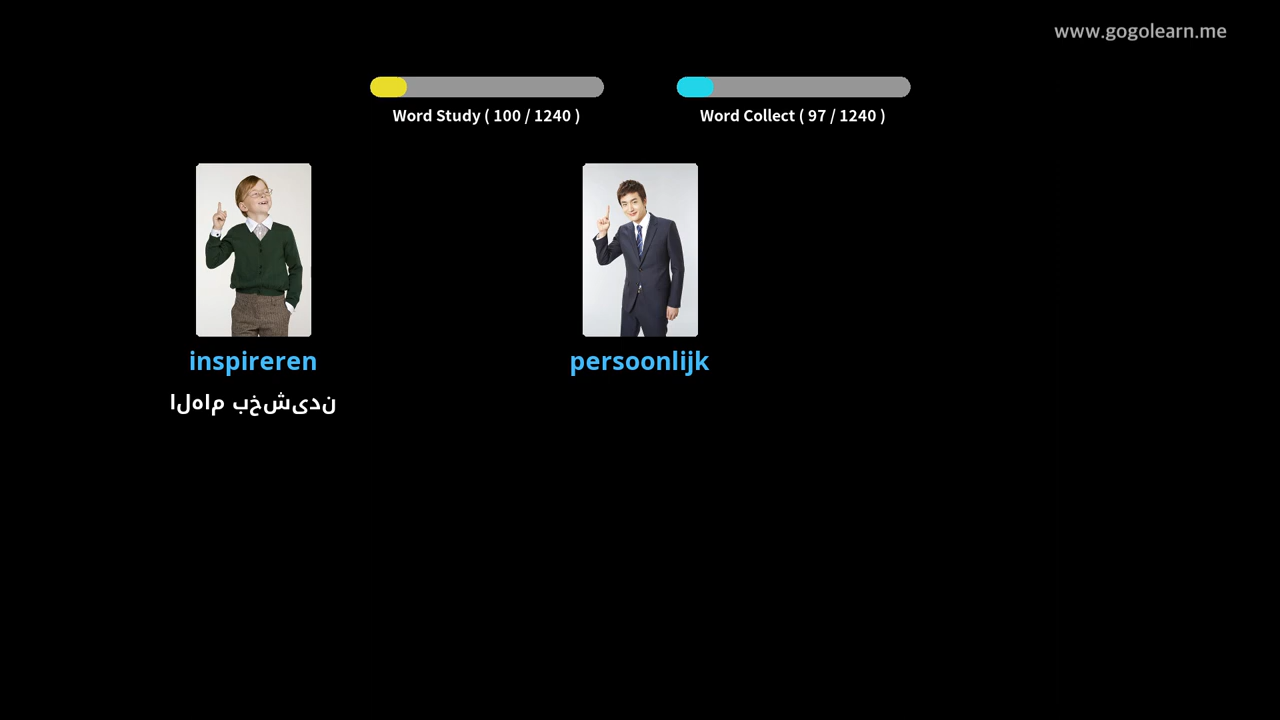 www.gogolearn.me
Word Study ( 100 / 1240 )
Word Collect ( 97 / 1240 )
inspireren
الهام بخشیدن
persoonlijk